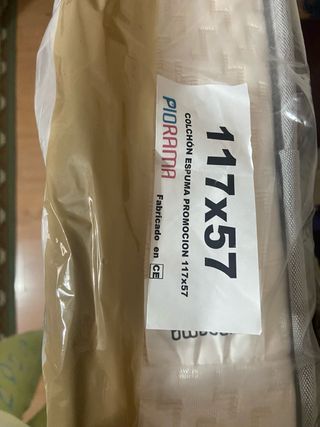 117x57
COLCHÓN ESPUMA PROMOCION 117x57
PIORAMA
Fabricado en CE